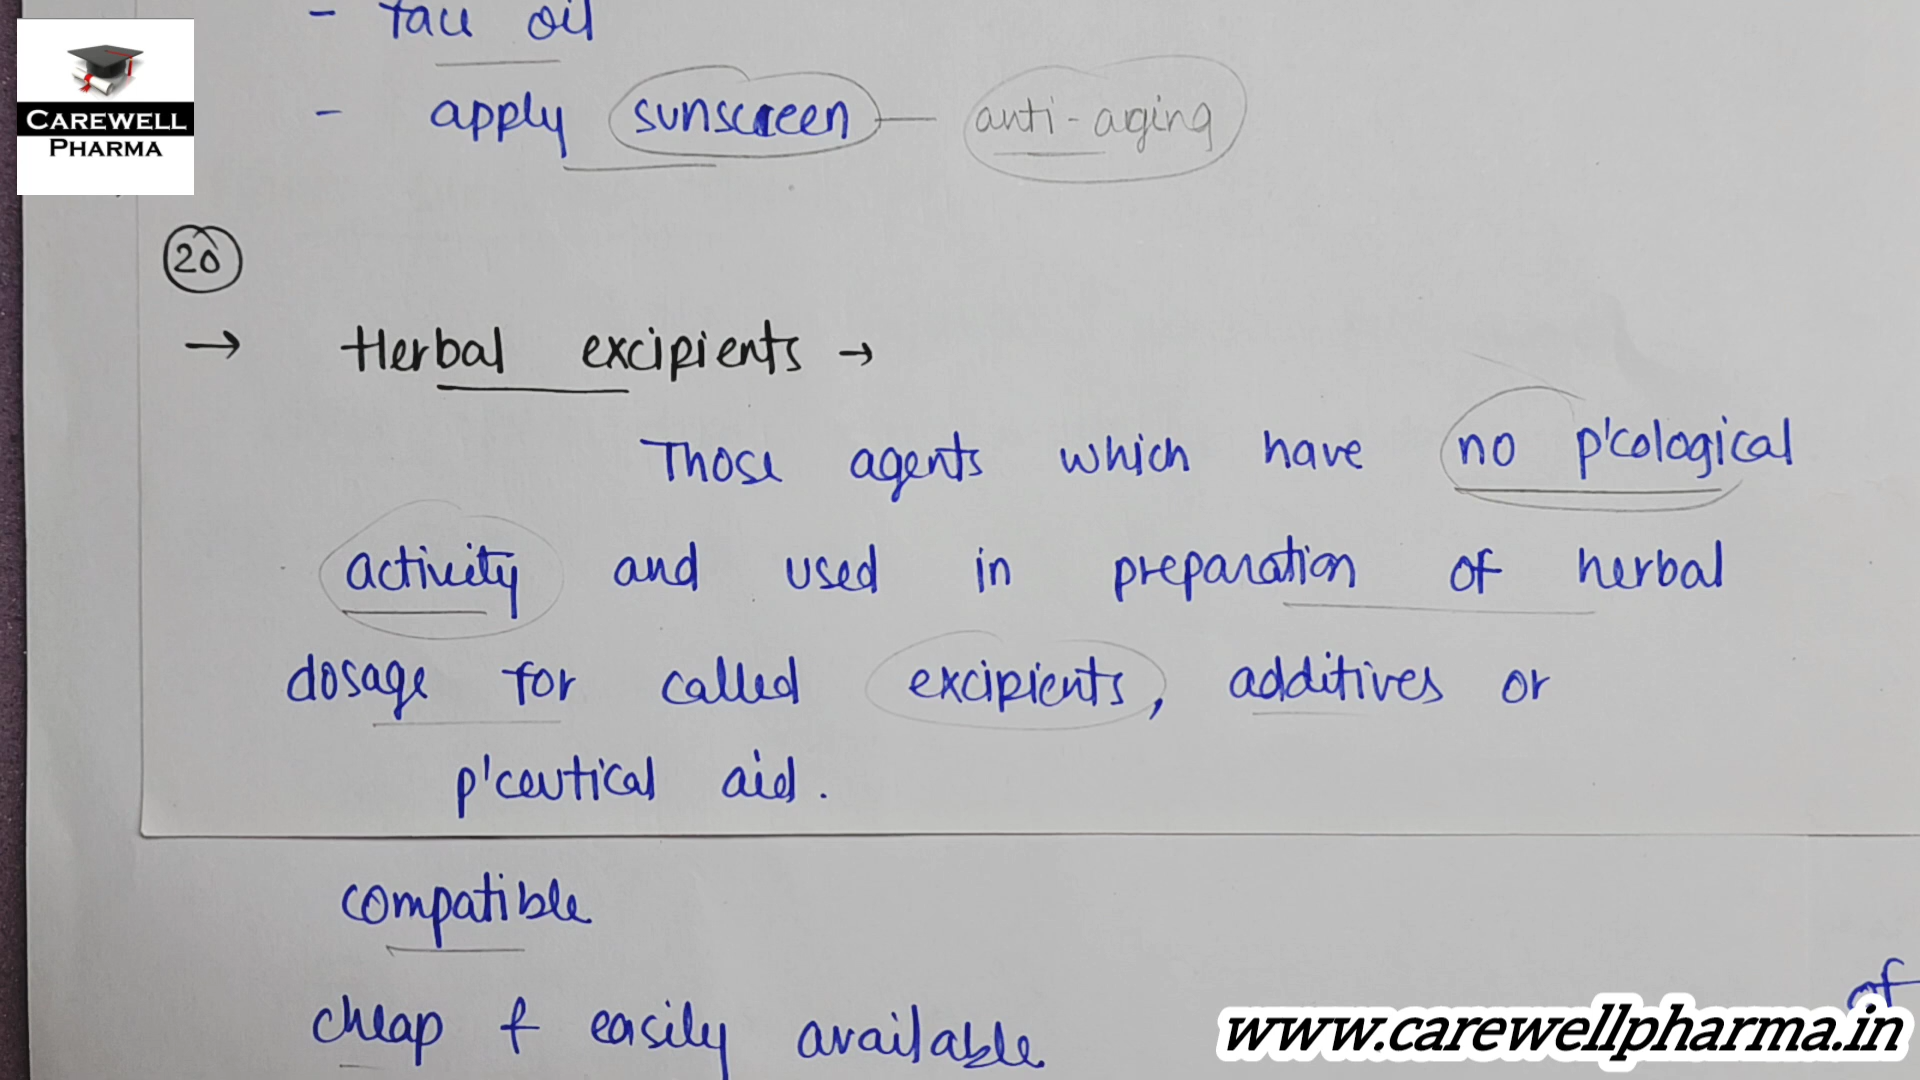 - face oil
- apply sunscreen — anti-aging
CAREWELL
PHARMA
20
→ Herbal excipients →
Those agents which have no p'cological
activity and used in preparation of herbal
dosage for called excipients, additives or
p'ceutical aid.
compatible
of
cheap & easily available
www.carewellpharma.in